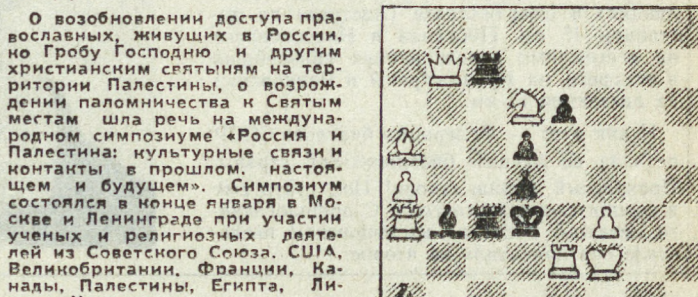 О возобновлении доступа пра-
вославных, живущих в России,
ко Гробу Господню и другим
христианским святыням на тер-
ритории Палестины, о возрож-
дении паломничества к Святым
местам шла речь на междуна-
родном симпозиуме «Россия и
Палестина: культурные связи и
контакты в прошлом, настоя-
щем и будущем». Симпозиум
состоялся в конце января в Мо-
скве и Ленинграде при участии
ученых и религиозных деяте-
лей из Советского Союза, США,
Великобритании, Франции, Ка-
нады, Палестины, Египта, Ли-